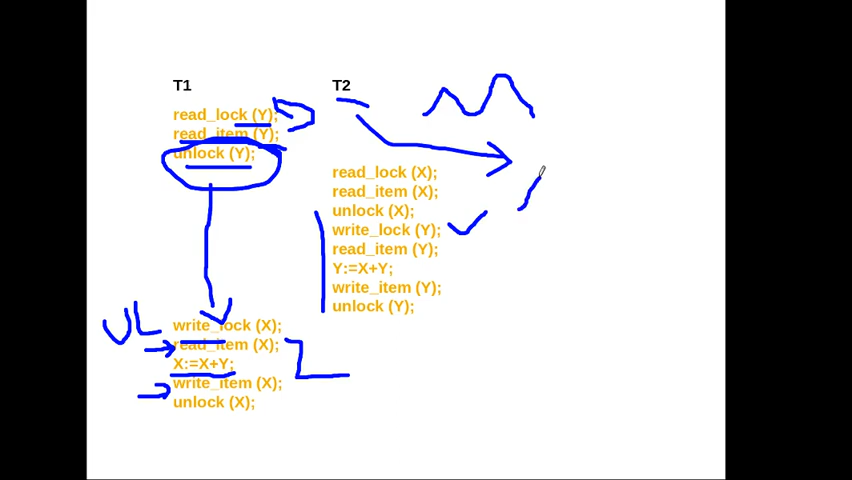 T1
T2
read_lock (Y);
read_item (Y);
unlock (Y);
read_lock (X);
read_item (X);
unlock (X);
write_lock (Y);
read_item (Y);
Y:=X+Y;
write_item (Y);
unlock (Y);
UL
write_lock (X);
read_item (X);
X:=X+Y;
write_item (X);
unlock (X);